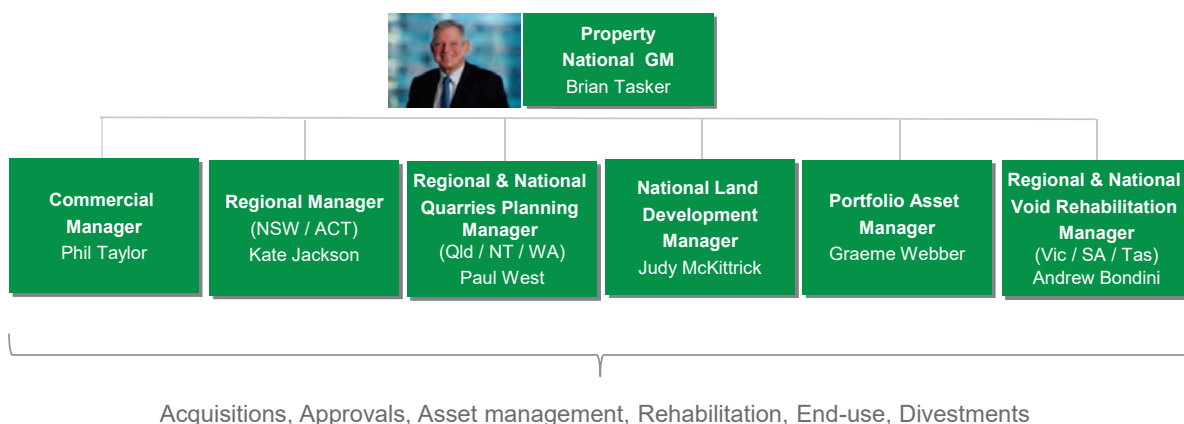 Property
National GM
Brian Tasker
Commercial
Manager
Phil Taylor
Regional Manager
(NSW / ACT)
Kate Jackson
Regional & National
Quarries Planning
Manager
(Qld / NT / WA)
Paul West
National Land
Development
Manager
Judy McKittrick
Portfolio Asset
Manager
Graeme Webber
Regional & National
Void Rehabilitation
Manager
(Vic / SA / Tas)
Andrew Bondini
Acquisitions, Approvals, Asset management, Rehabilitation, End-use, Divestments